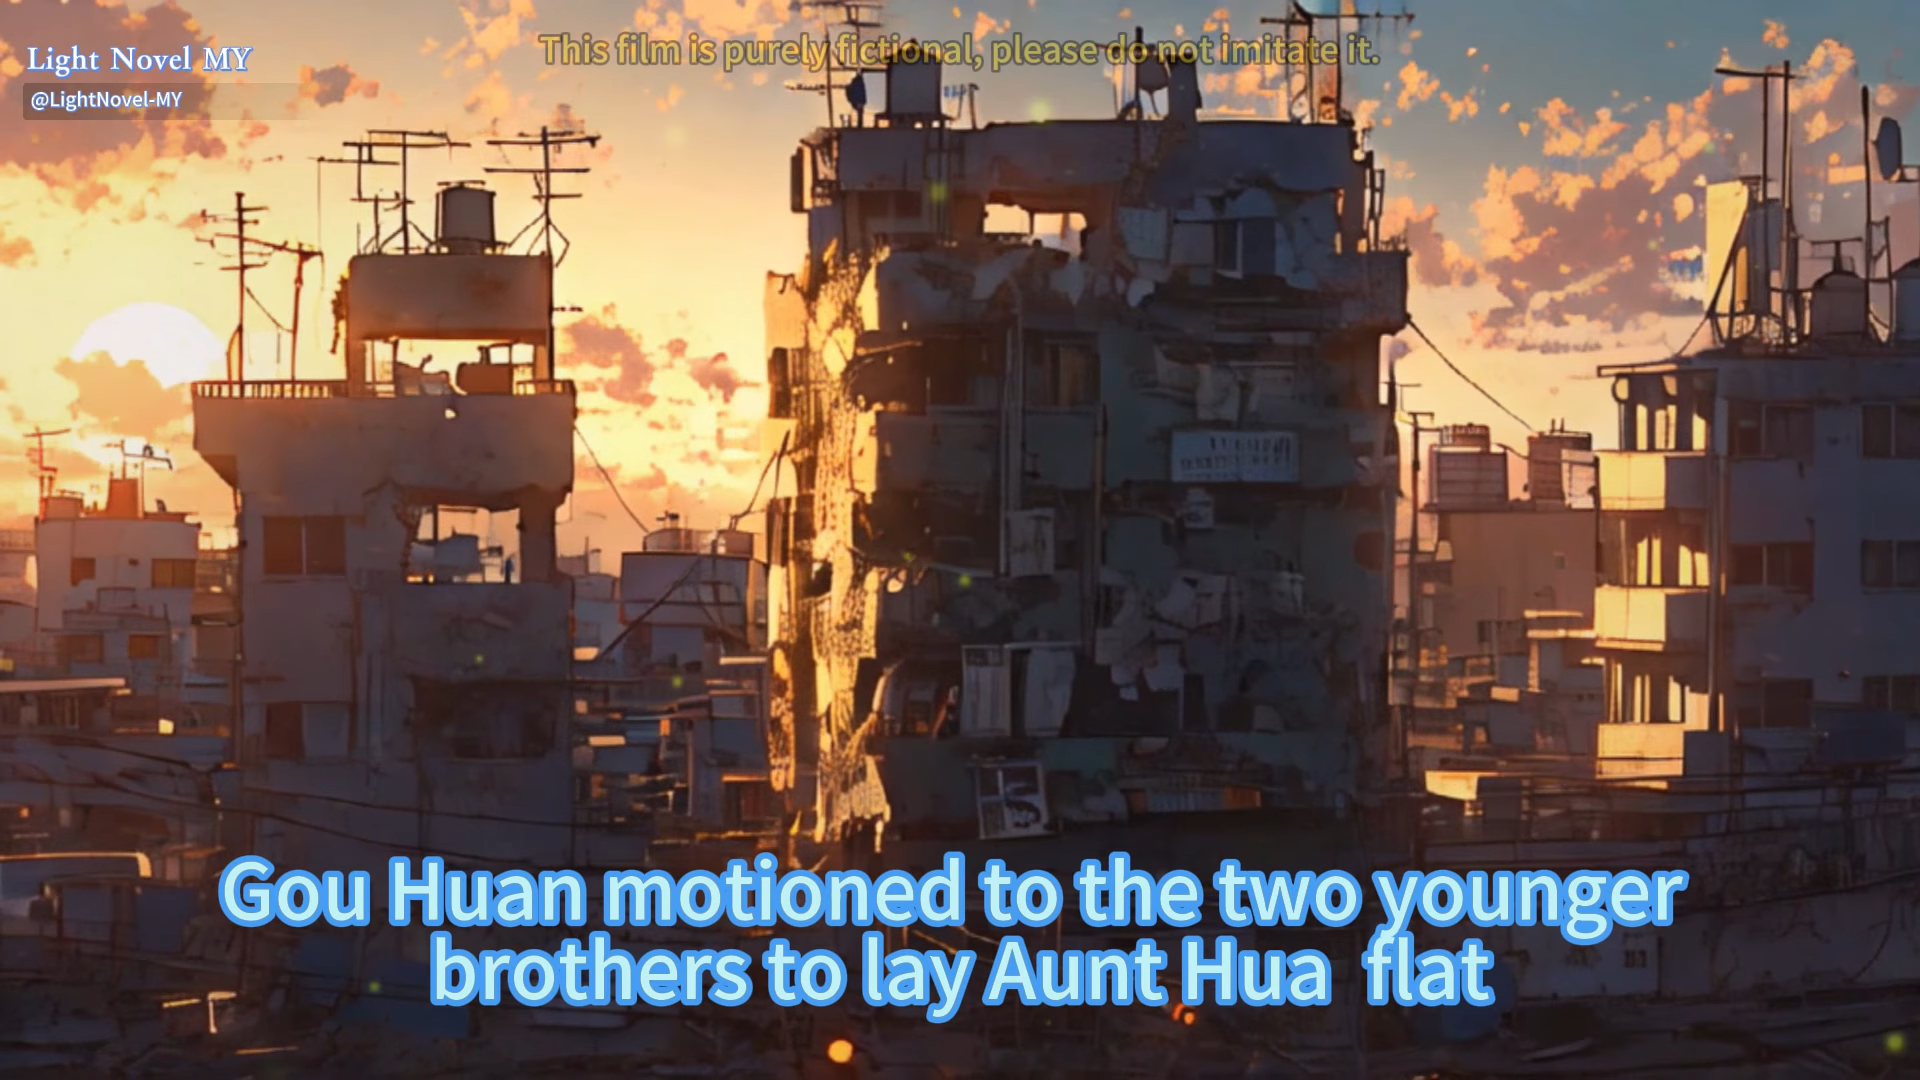 This film is purely fictional, please do not imitate it.
Light Novel MY
@LightNovel-MY
Gou Huan motioned to the two younger
brothers to lay Aunt Hua  flat